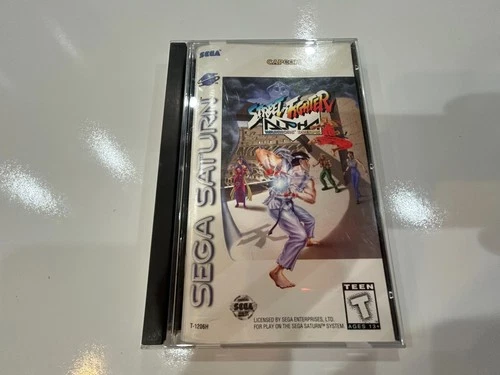 SEGA
CAPCOM
STREET FIGHTER
ALPHA
SEGA SATURN
SEGA
T-1206H
LICENSED BY SEGA ENTERPRISES, LTD.
FOR PLAY ON THE SEGA SATURN™ SYSTEM.
TEEN
T
AGES 13+